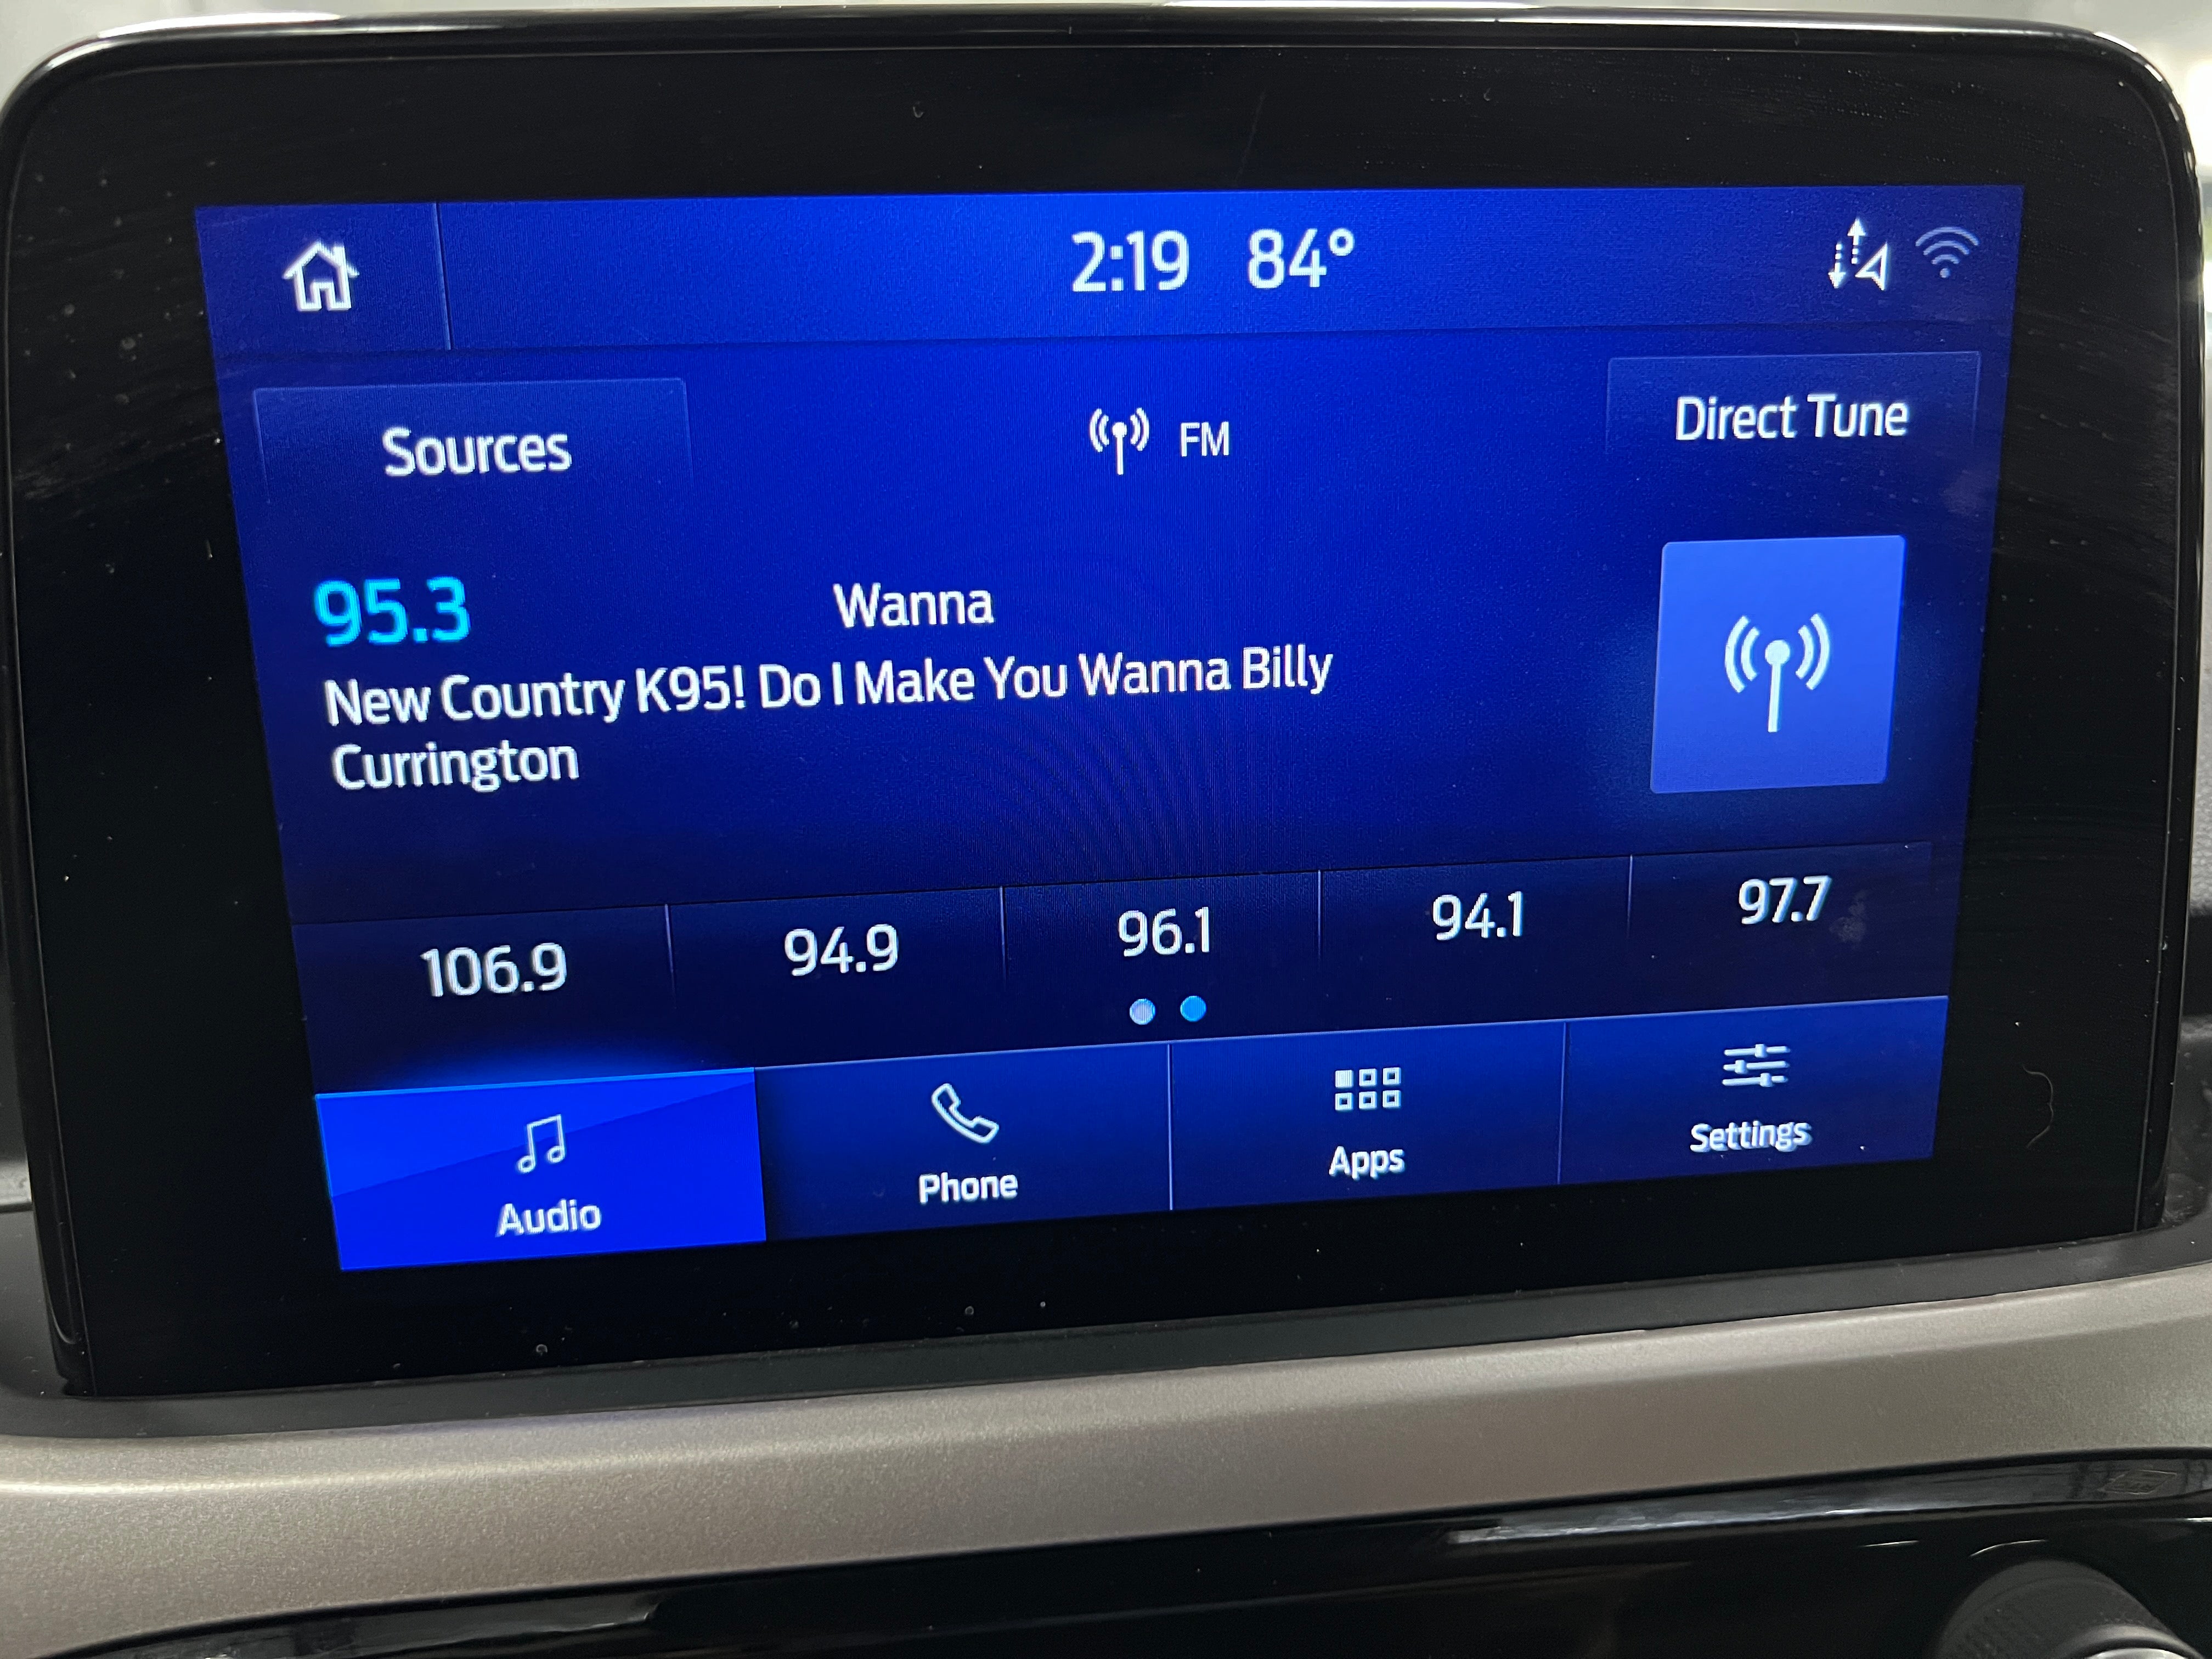 2:19 84°
Sources
FM
Direct Tune
95.3
Wanna
New Country K95! Do I Make You Wanna Billy
Currington
106.9
94.9
96.1
94.1
97.7
Audio
Phone
Apps
Settings